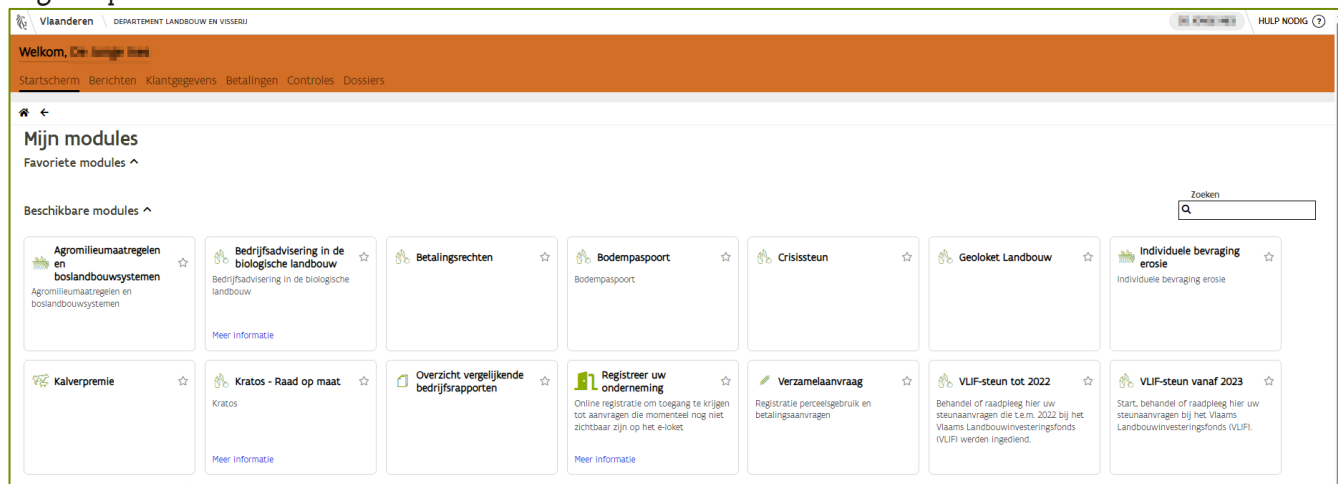 Vlaanderen DEPARTEMENT LANDBOUW EN VISSERIJ HULP NODIG ?
Welkom,
Startscherm Berichten Klantgegevens Betalingen Controles Dossiers
Mijn modules
Favoriete modules
Zoeken
Beschikbare modules
Agromilieumaatregelen
en
boslandbouwsystemen
Agromilieumaatregelen en
boslandbouwsystemen
Bedrijfsadvisering in de
biologische landbouw
Bedrijfsadvisering in de biologische
landbouw
Meer informatie
Betalingsrechten
Bodempaspoort
Bodempaspoort
Crisissteun
Geoloket Landbouw
Individuele bevraging
erosie
Individuele bevraging erosie
Kalverpremie
Kratos - Raad op maat
Kratos
Meer informatie
Overzicht vergelijkende
bedrijfsrapporten
Registreer uw
onderneming
Online registratie om toegang te krijgen
tot aanvragen die momenteel nog niet
zichtbaar zijn op het e-loket
Meer informatie
Verzamelaanvraag
Registratie perceelsgebruik en
betalingsaanvragen
VLIF-steun tot 2022
Behandel of raadpleeg hier uw
steunaanvragen die t.e.m. 2022 bij het
Vlaams Landbouwinvesteringsfonds
(VLIF) werden ingediend.
VLIF-steun vanaf 2023
Start, behandel of raadpleeg hier uw
steunaanvragen bij het Vlaams
Landbouwinvesteringsfonds (VLIF).